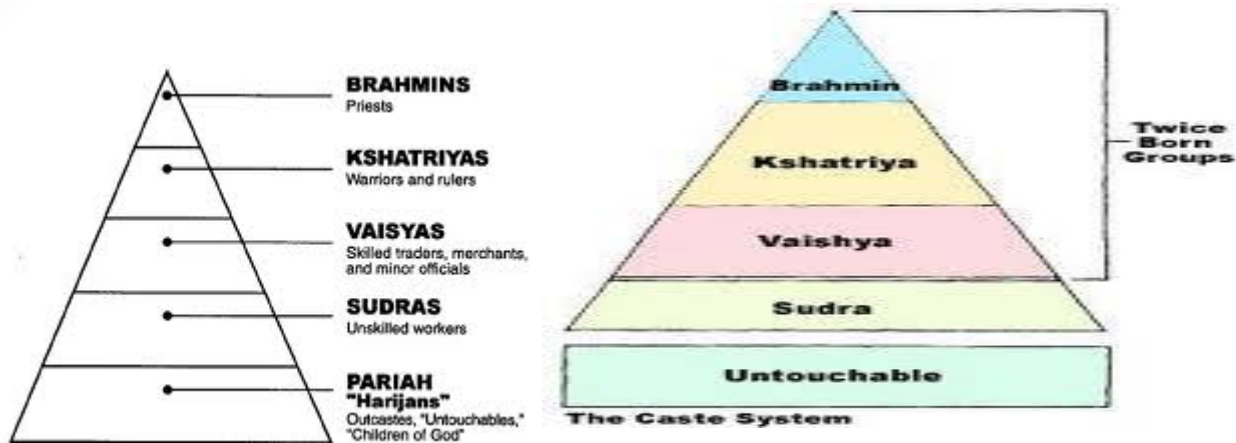 BRAHMINS
Priests
KSHATRIYAS
Warriors and rulers
VAISYAS
Skilled traders, merchants,
and minor officials
SUDRAS
Unskilled workers
PARIAH
"Harijans"
Outcastes, "Untouchables,"
"Children of God"
Brahmin
Kshatriya
Vaishya
Sudra
Untouchable
The Caste System
Twice
Born
Groups